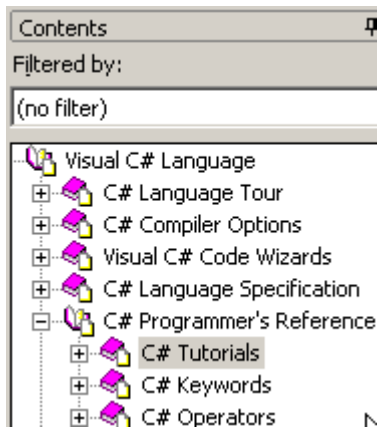 Contents
Filtered by:
(no filter)
Visual C# Language
C# Language Tour
C# Compiler Options
Visual C# Code Wizards
C# Language Specification
C# Programmer's Reference
C# Tutorials
C# Keywords
C# Operators